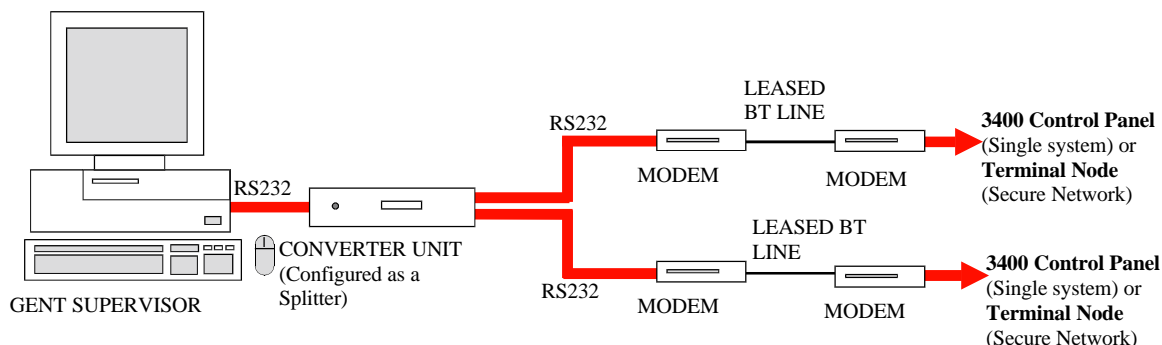 LEASED
BT LINE
RS232
3400 Control Panel
(Single system) or
Terminal Node
(Secure Network)
MODEM
MODEM
RS232
CONVERTER UNIT
(Configured as a
Splitter)
GENT SUPERVISOR
LEASED BT
LINE
RS232
MODEM
MODEM
3400 Control Panel
(Single system) or
Terminal Node
(Secure Network)